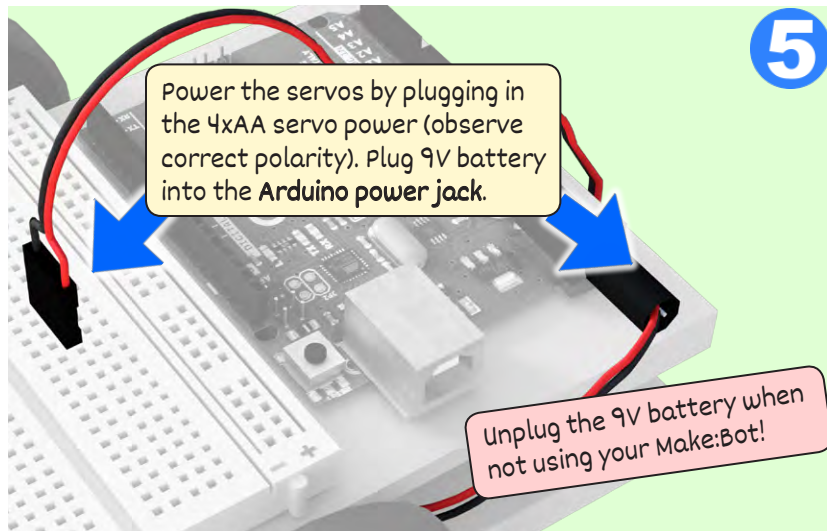 5
Power the servos by plugging in
the 4xAA servo power (observe
correct polarity). Plug 9V battery
into the Arduino power jack.
Unplug the 9V battery when
not using your Make:Bot!